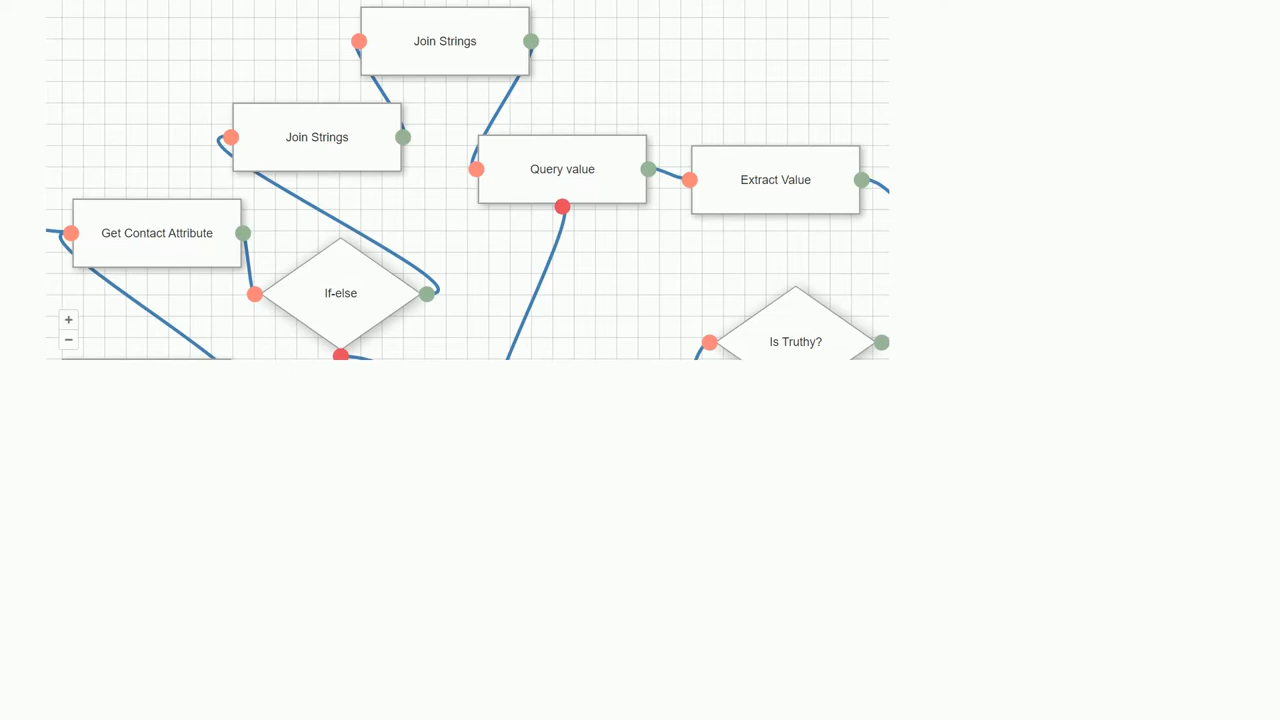 Join Strings
Join Strings
Query value
Extract Value
Get Contact Attribute
If-else
Is Truthy?
+
−